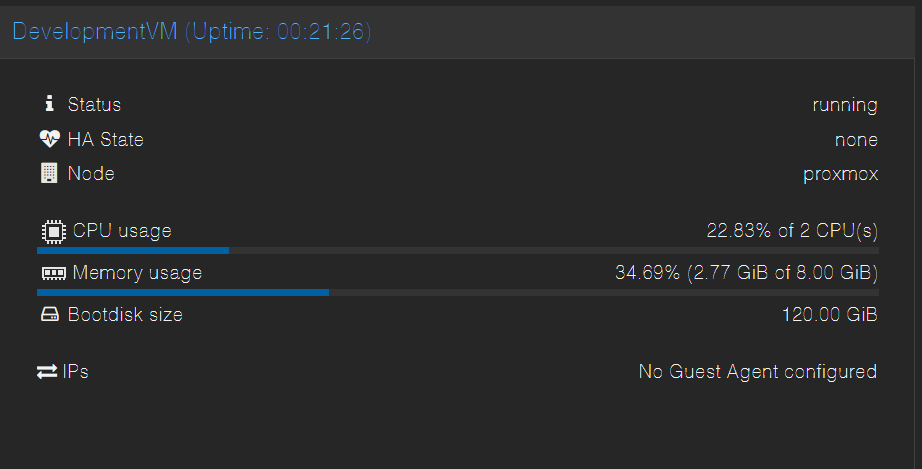 DevelopmentVM (Uptime: 00:21:26)
Status running
HA State none
Node proxmox
CPU usage 22.83% of 2 CPU(s)
Memory usage 34.69% (2.77 GiB of 8.00 GiB)
Bootdisk size 120.00 GiB
IPs No Guest Agent configured